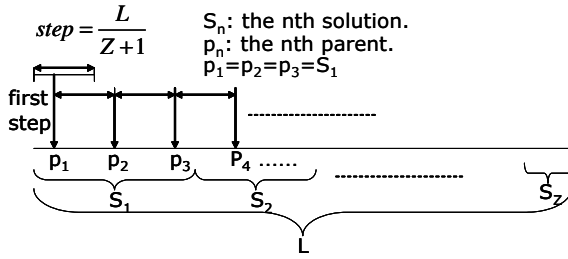 step = L / Z + 1
Sn: the nth solution.
pn: the nth parent.
p1=p2=p3=S1
first
step
p1 p2 p3 P4 ......
S1 S2 SZ
L